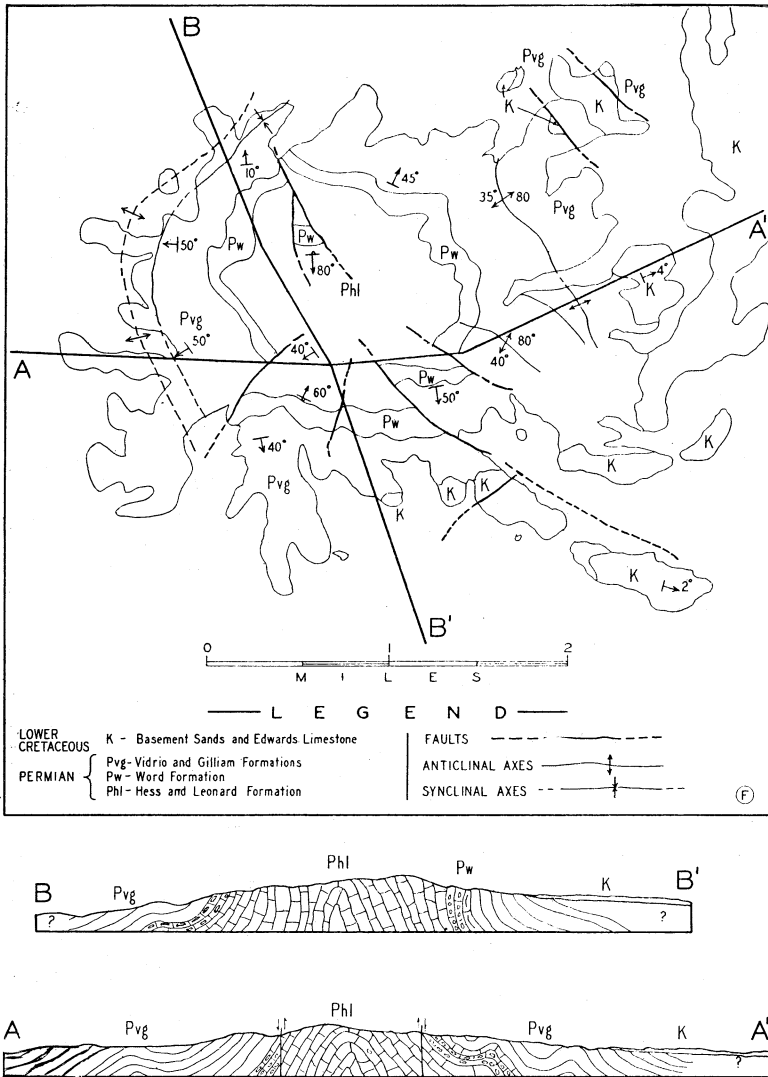 B
Pvg
Pvg
K
K
K
10°
45°
35° 80
Pvg
Pw
A'
50°
Pw
Pw
80°
Phl
4°
K
Pvg
50°
40°
80°
40°
A
60°
Pw
50°
Pw
K
K
40°
Pvg
K
K
K
K
2°
B'
0 1 2
M I L E S
L E G E N D
LOWER CRETACEOUS
K - Basement Sands and Edwards Limestone
PERMIAN
Pvg- Vidrio and Gilliam Formations
Pw - Word Formation
Phl - Hess and Leonard Formation
FAULTS
ANTICLINAL AXES
SYNCLINAL AXES
F
Phl
B Pvg Pw K B'
? ?
A Pvg Phl Pvg K A'
?